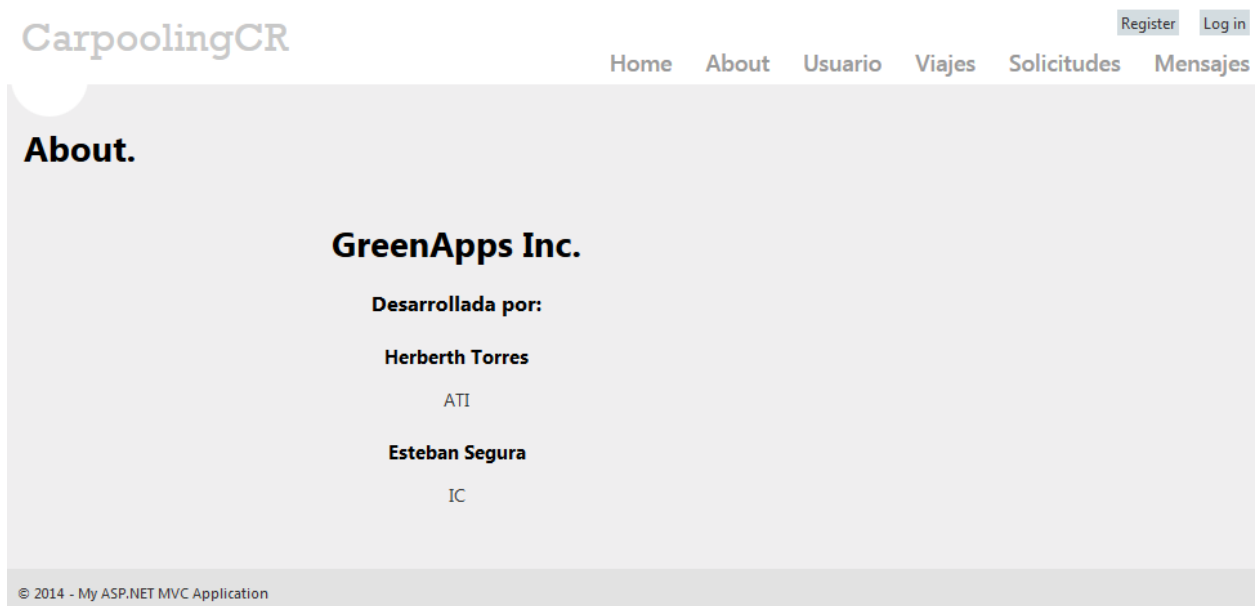 CarpoolingCR
Register Log in
Home About Usuario Viajes Solicitudes Mensajes
About.
GreenApps Inc.
Desarrollada por:
Herberth Torres
ATI
Esteban Segura
IC
© 2014 - My ASP.NET MVC Application